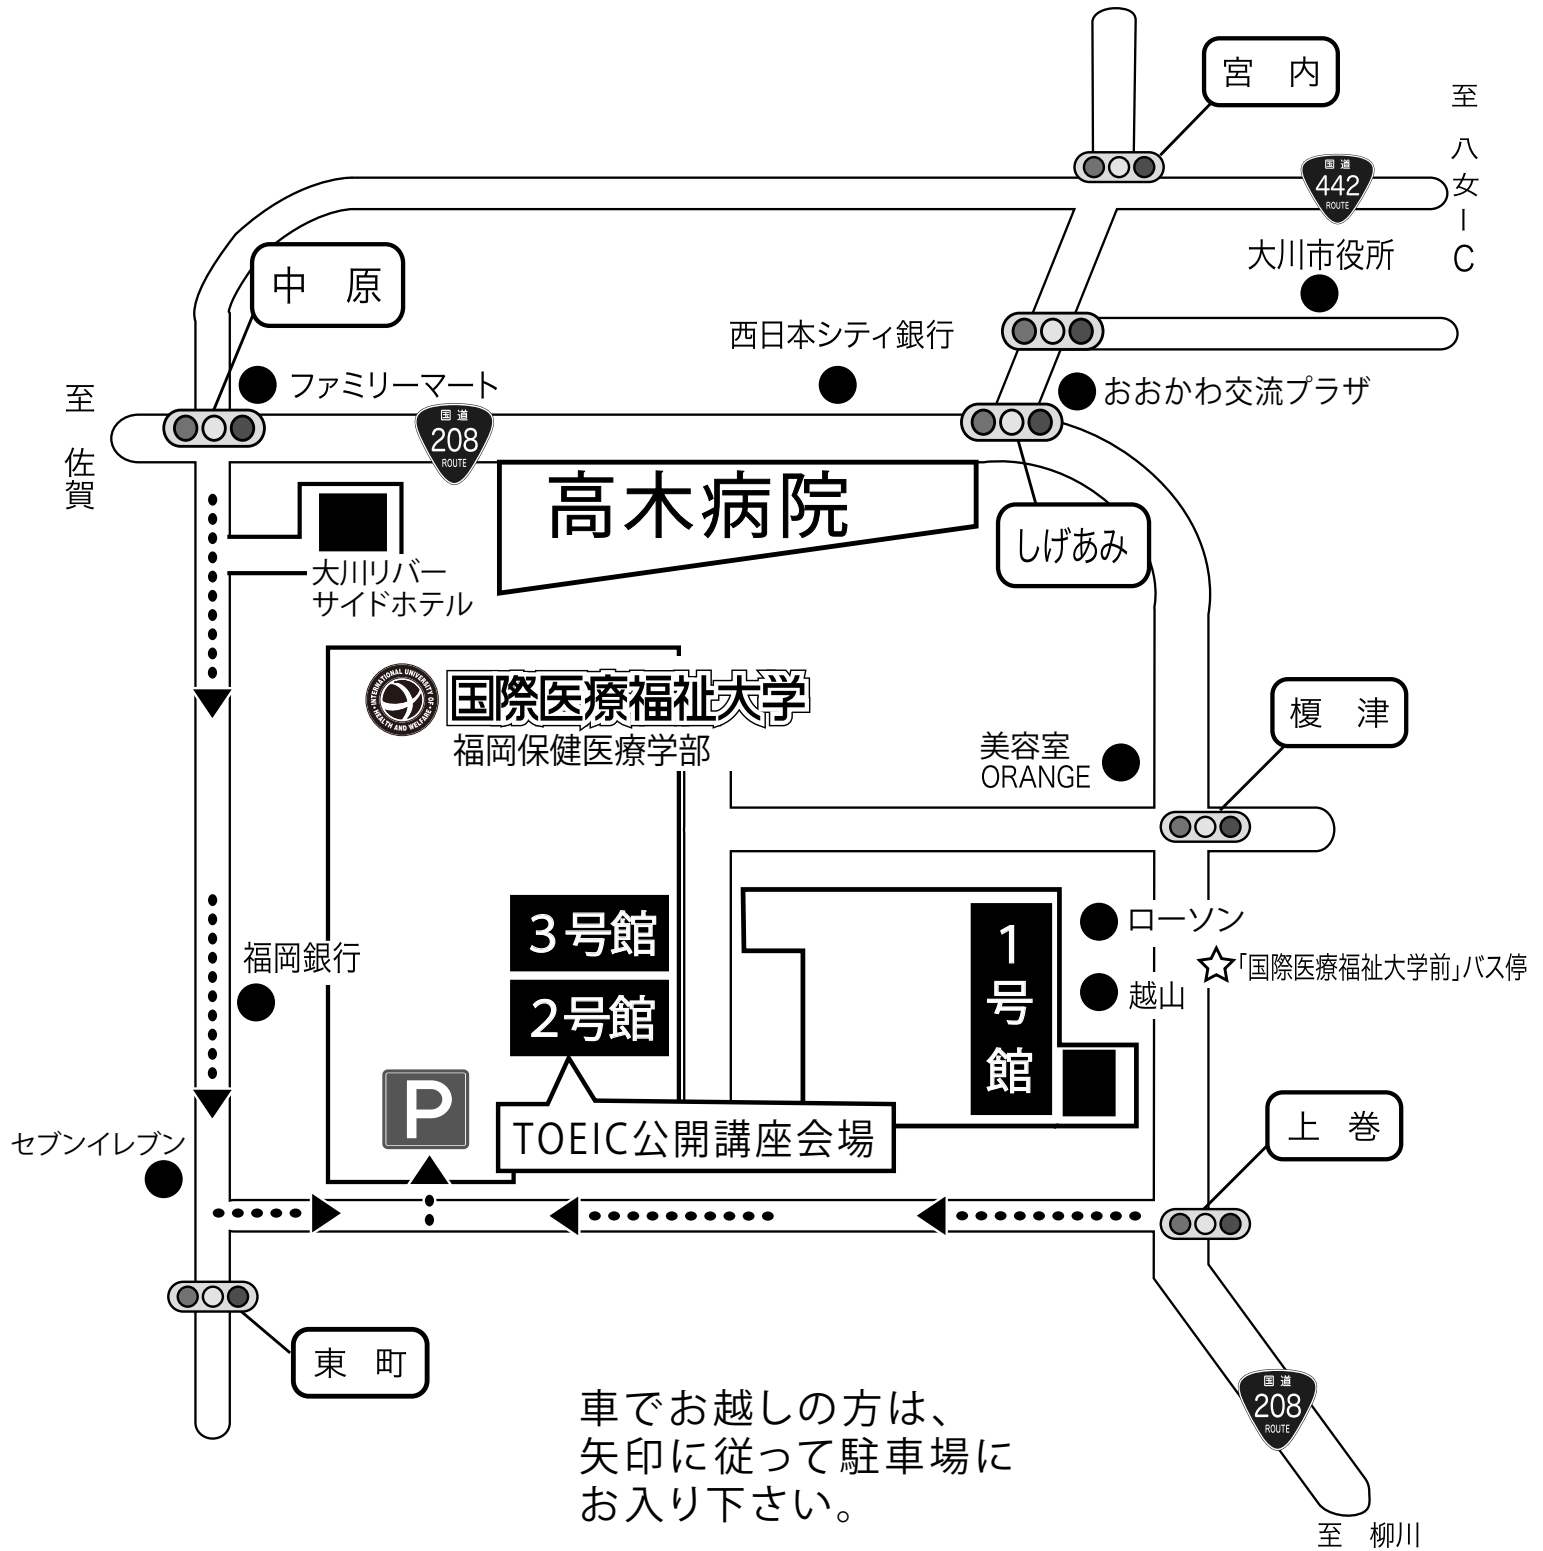 宮 内
至 八女IC
国道
442
ROUTE
大川市役所
中 原
西日本シティ銀行
ファミリーマート
おおかわ交流プラザ
至 佐賀
国道
208
ROUTE
高木病院
しげあみ
大川リバー
サイドホテル
INTERNATIONAL UNIVERSITY OF
HEALTH AND WELFARE
国際医療福祉大学
福岡保健医療学部
榎 津
美容室
ORANGE
3号館
1号館
ローソン
福岡銀行
「国際医療福祉大学前」バス停
2号館
越山
P
上 巻
TOEIC公開講座会場
セブンイレブン
東 町
国道
208
ROUTE
車でお越しの方は、
矢印に従って駐車場に
お入り下さい。
至 柳川